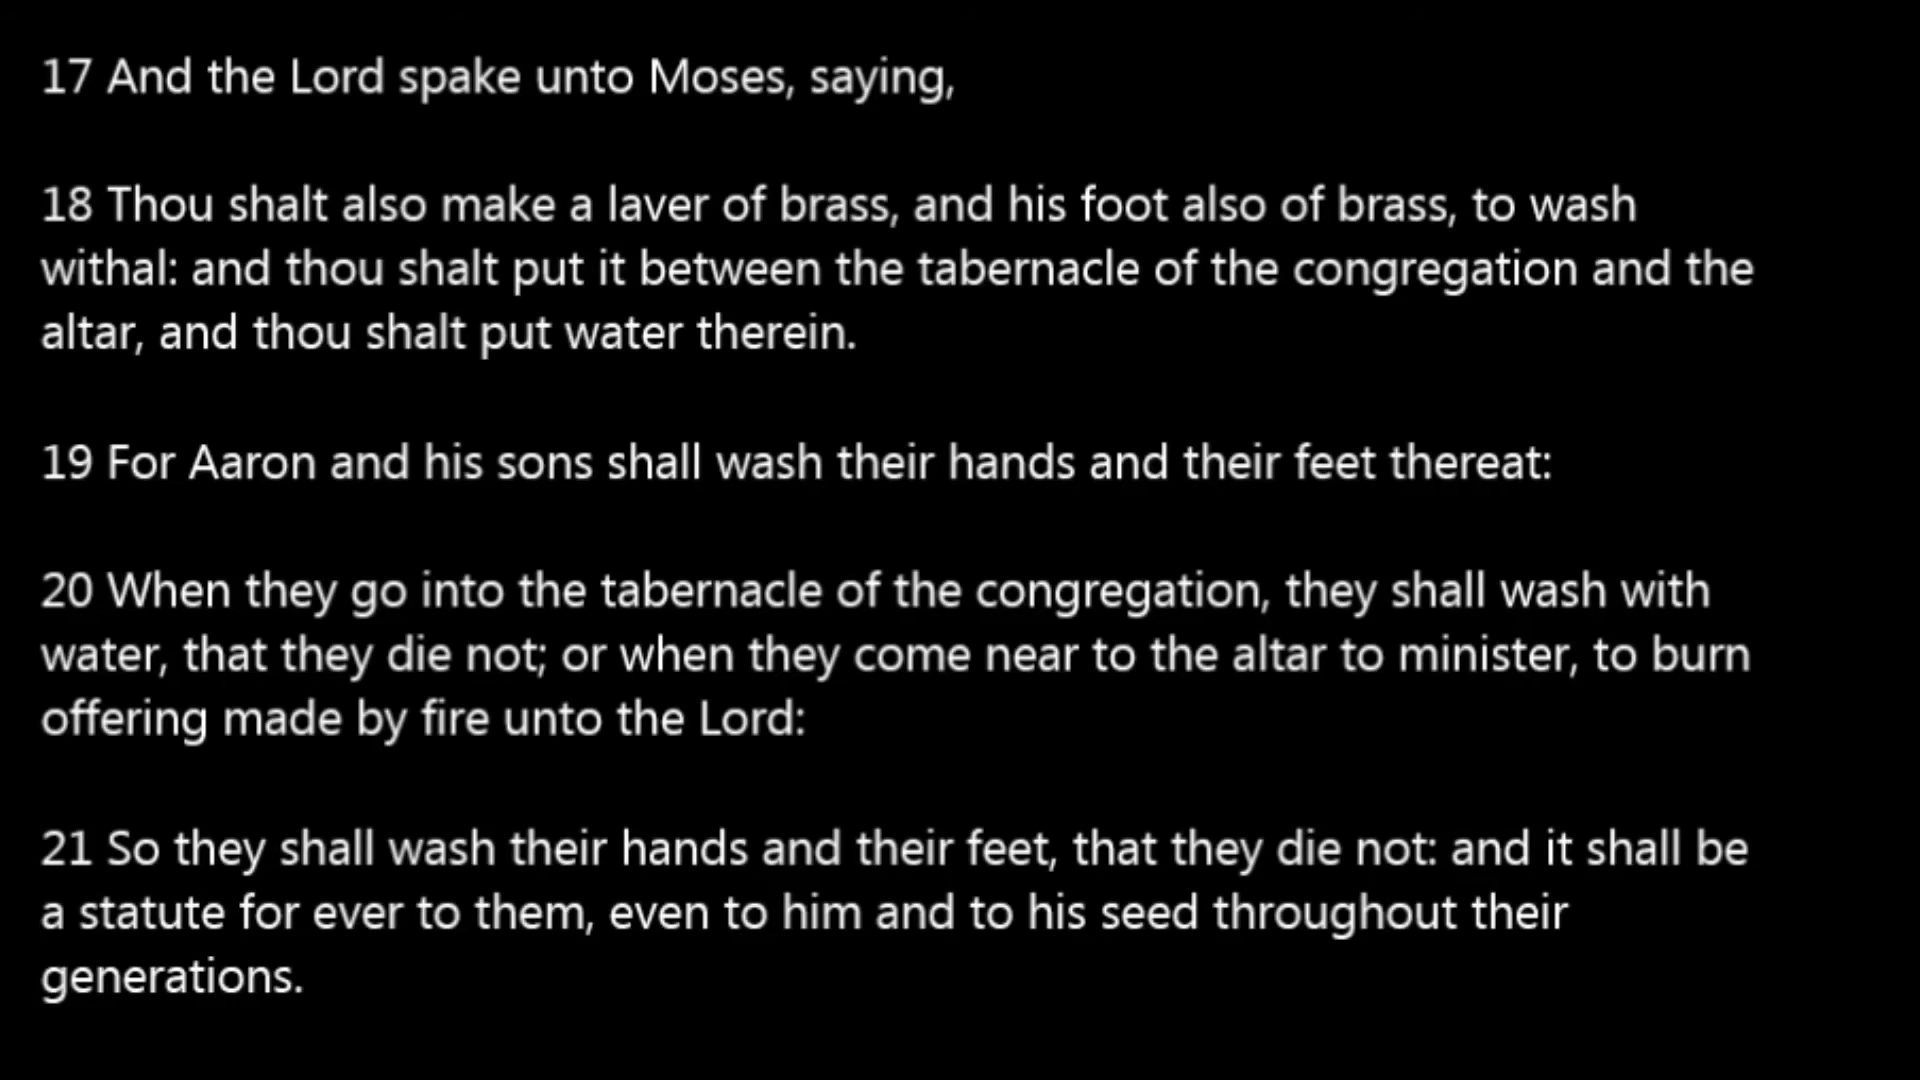 17 And the Lord spake unto Moses, saying,
18 Thou shalt also make a laver of brass, and his foot also of brass, to wash
withal: and thou shalt put it between the tabernacle of the congregation and the
altar, and thou shalt put water therein.
19 For Aaron and his sons shall wash their hands and their feet thereat:
20 When they go into the tabernacle of the congregation, they shall wash with
water, that they die not; or when they come near to the altar to minister, to burn
offering made by fire unto the Lord:
21 So they shall wash their hands and their feet, that they die not: and it shall be
a statute for ever to them, even to him and to his seed throughout their
generations.